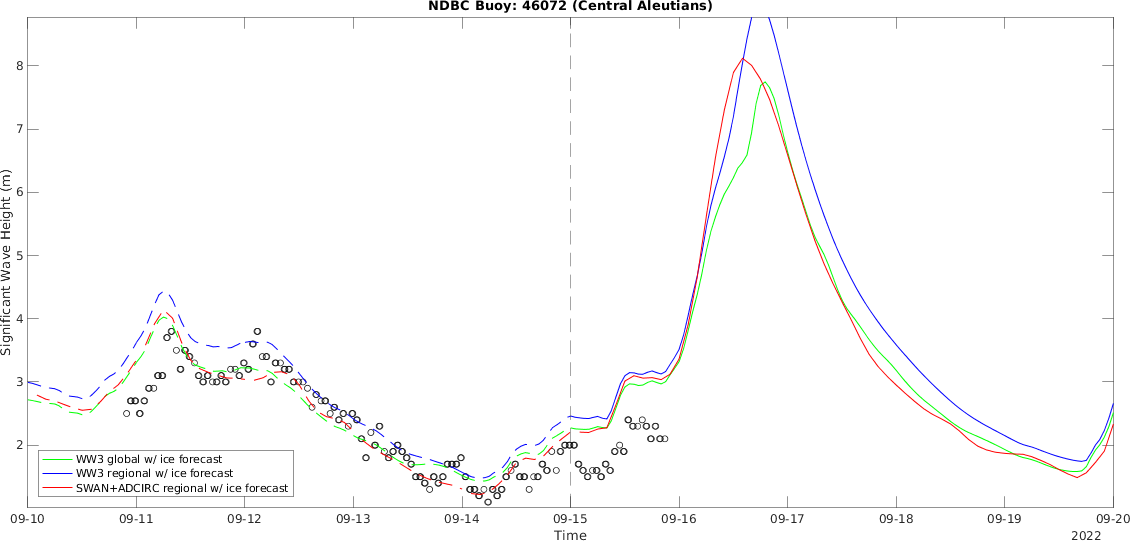 NDBC Buoy: 46072 (Central Aleutians)
Significant Wave Height (m)
8
7
6
5
4
3
2
WW3 global w/ ice forecast
WW3 regional w/ ice forecast
SWAN+ADCIRC regional w/ ice forecast
09-10 09-11 09-12 09-13 09-14 09-15 09-16 09-17 09-18 09-19 09-20
Time
2022